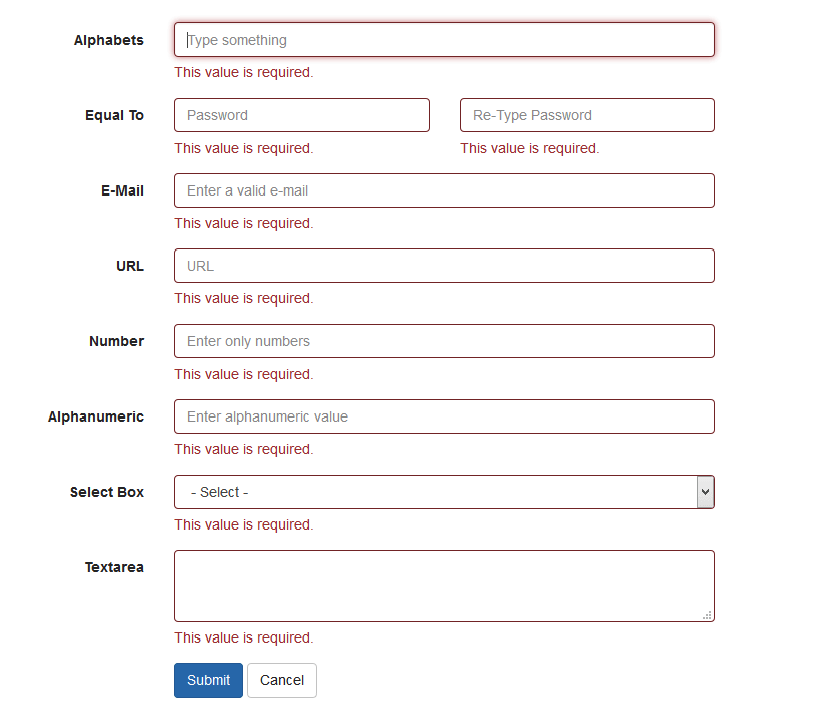 Alphabets Type something
This value is required.
Equal To Password Re-Type Password
This value is required. This value is required.
E-Mail Enter a valid e-mail
This value is required.
URL URL
This value is required.
Number Enter only numbers
This value is required.
Alphanumeric Enter alphanumeric value
This value is required.
Select Box - Select -
This value is required.
Textarea
This value is required.
Submit Cancel